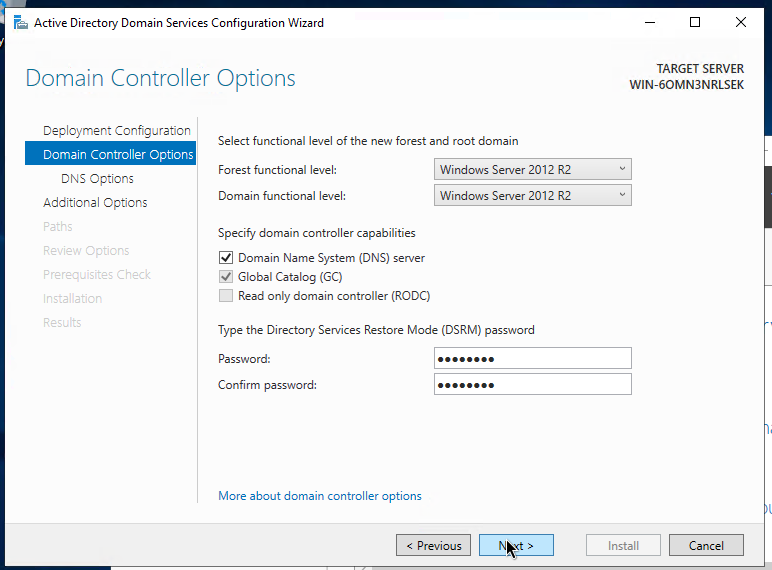 Active Directory Domain Services Configuration Wizard
Domain Controller Options
TARGET SERVER
WIN-6OMN3NRLSEK
Deployment Configuration
Domain Controller Options
DNS Options
Additional Options
Paths
Review Options
Prerequisites Check
Installation
Results
Select functional level of the new forest and root domain
Forest functional level: Windows Server 2012 R2
Domain functional level: Windows Server 2012 R2
Specify domain controller capabilities
Domain Name System (DNS) server
Global Catalog (GC)
Read only domain controller (RODC)
Type the Directory Services Restore Mode (DSRM) password
Password: ●●●●●●●●
Confirm password: ●●●●●●●●
More about domain controller options
< Previous Next > Install Cancel